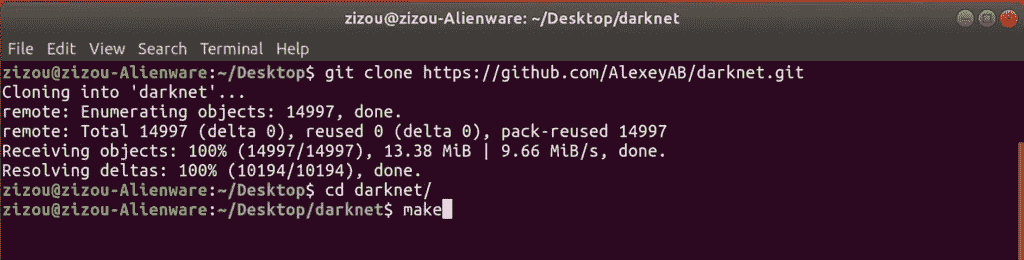 zizou@zizou-Alienware: ~/Desktop/darknet
File Edit View Search Terminal Help
zizou@zizou-Alienware:~/Desktop$ git clone https://github.com/AlexeyAB/darknet.git
Cloning into 'darknet'...
remote: Enumerating objects: 14997, done.
remote: Total 14997 (delta 0), reused 0 (delta 0), pack-reused 14997
Receiving objects: 100% (14997/14997), 13.38 MiB | 9.66 MiB/s, done.
Resolving deltas: 100% (10194/10194), done.
zizou@zizou-Alienware:~/Desktop$ cd darknet/
zizou@zizou-Alienware:~/Desktop/darknet$ make